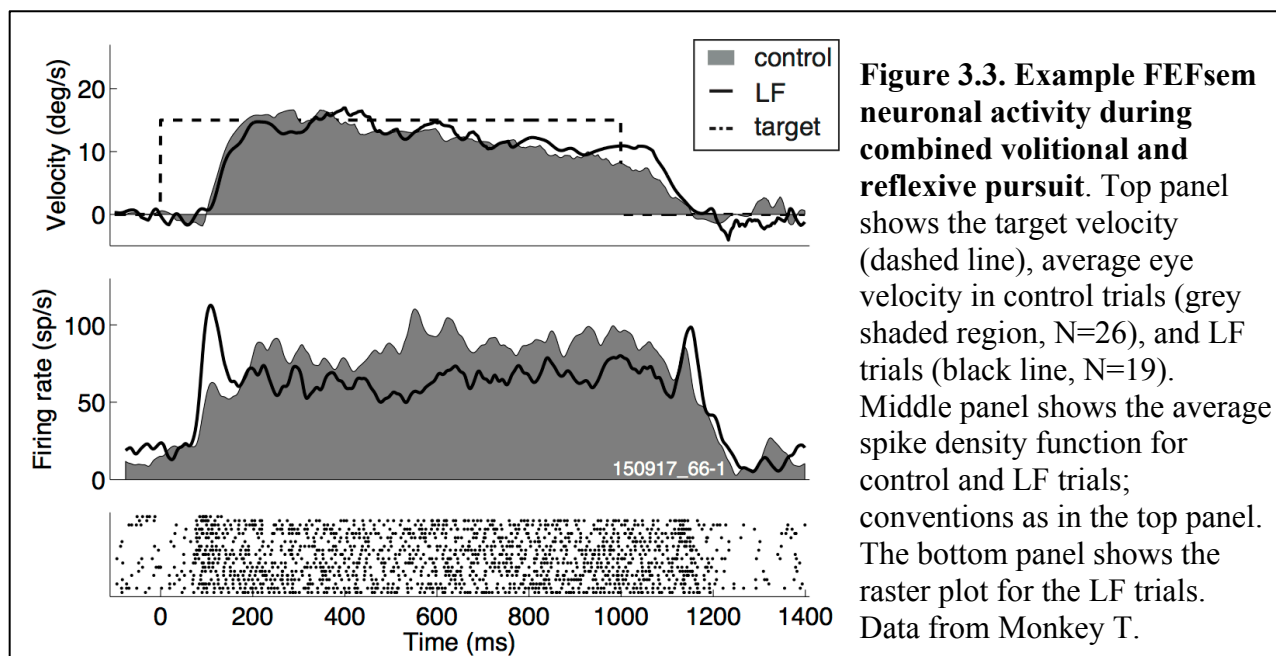 control
LF
target
Velocity (deg/s)
20
10
0
Firing rate (sp/s)
100
50
0
150917_66-1
0 200 400 600 800 1000 1200 1400
Time (ms)
Figure 3.3. Example FEFsem
neuronal activity during
combined volitional and
reflexive pursuit. Top panel
shows the target velocity
(dashed line), average eye
velocity in control trials (grey
shaded region, N=26), and LF
trials (black line, N=19).
Middle panel shows the average
spike density function for
control and LF trials;
conventions as in the top panel.
The bottom panel shows the
raster plot for the LF trials.
Data from Monkey T.